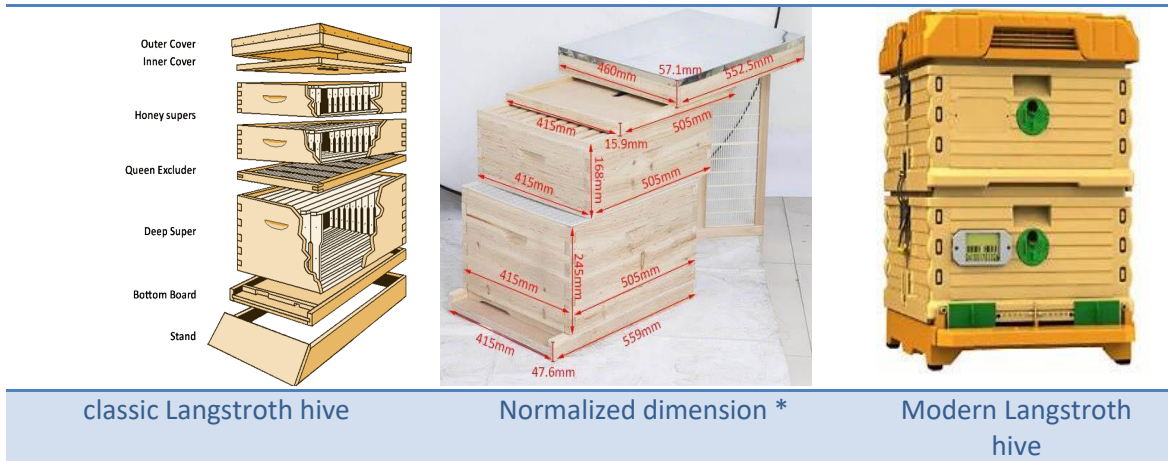 Outer Cover
Inner Cover
Honey supers
Queen Excluder
Deep Super
Bottom Board
Stand
460mm
57.1mm
552.5mm
415mm
15.9mm
505mm
168mm
415mm
505mm
245mm
415mm
505mm
415mm
47.6mm
559mm
classic Langstroth hive
Normalized dimension *
Modern Langstroth
hive